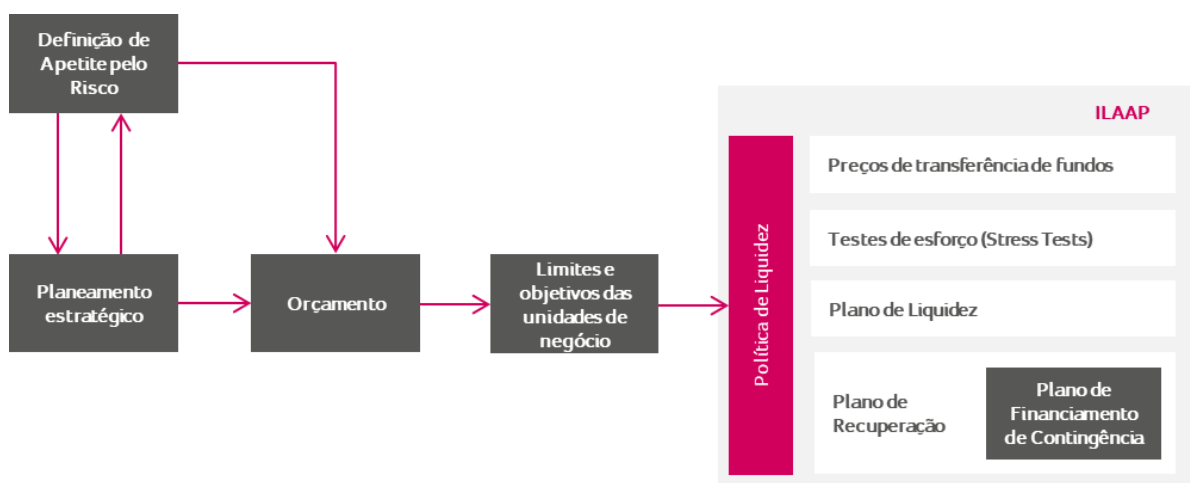 Definição de
Apetite pelo
Risco
ILAAP
Preços de transferência de fundos
Política de Liquidez
Testes de esforço (Stress Tests)
Planeamento
estratégico
Orçamento
Limites e
objetivos das
unidades de
negócio
Plano de Liquidez
Plano de
Recuperação
Plano de
Financiamento
de Contingência